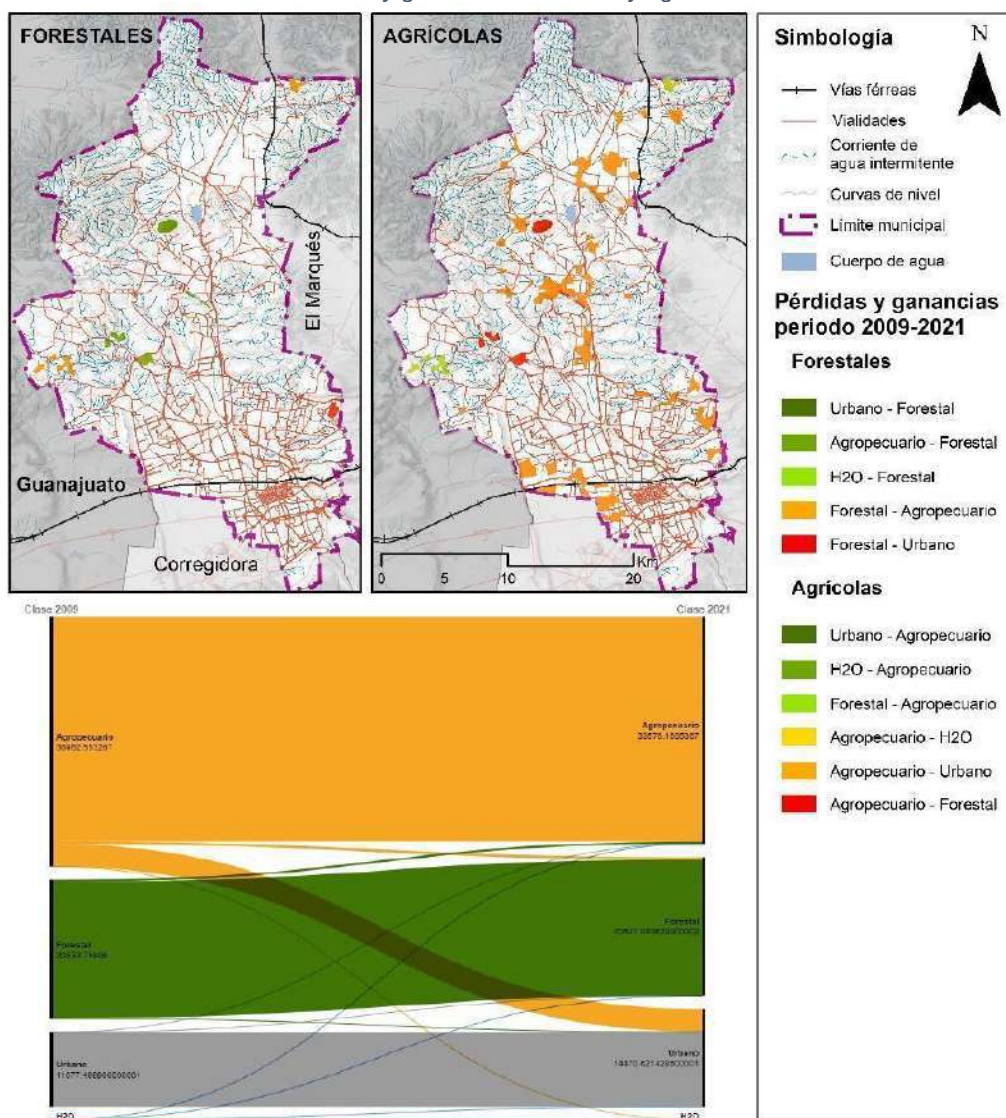 FORESTALES
El Marqués
Guanajuato
Corregidora
AGRÍCOLAS
0 5 10 20
Km
Simbología
N
Vías férreas
Vialidades
Corriente de
agua intermitente
Curvas de nivel
Límite municipal
Cuerpo de agua
Pérdidas y ganancias
periodo 2009-2021
Forestales
Urbano - Forestal
Agropecuario - Forestal
H2O - Forestal
Forestal - Agropecuario
Forestal - Urbano
Agrícolas
Urbano - Agropecuario
H2O - Agropecuario
Forestal - Agropecuario
Agropecuario - H2O
Agropecuario - Urbano
Agropecuario - Forestal
Clase 2009
Clase 2021
Agropecuario
Agropecuario
Forestal
Forestal
Urbano
Urbano
H2O
H2O